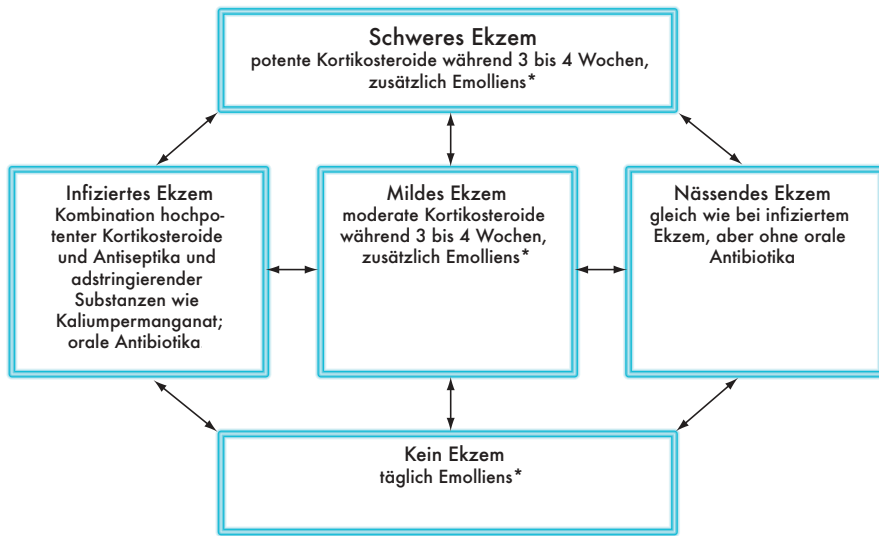 Schweres Ekzem
potente Kortikosteroide während 3 bis 4 Wochen,
zusätzlich Emolliens*
Infiziertes Ekzem
Kombination hochpo-
tenter Kortikosteroide
und Antiseptika und
adstringierender
Substanzen wie
Kaliumpermanganat;
orale Antibiotika
Mildes Ekzem
moderate Kortikosteroide
während 3 bis 4 Wochen,
zusätzlich Emolliens*
Nässendes Ekzem
gleich wie bei infiziertem
Ekzem, aber ohne orale
Antibiotika
Kein Ekzem
täglich Emolliens*